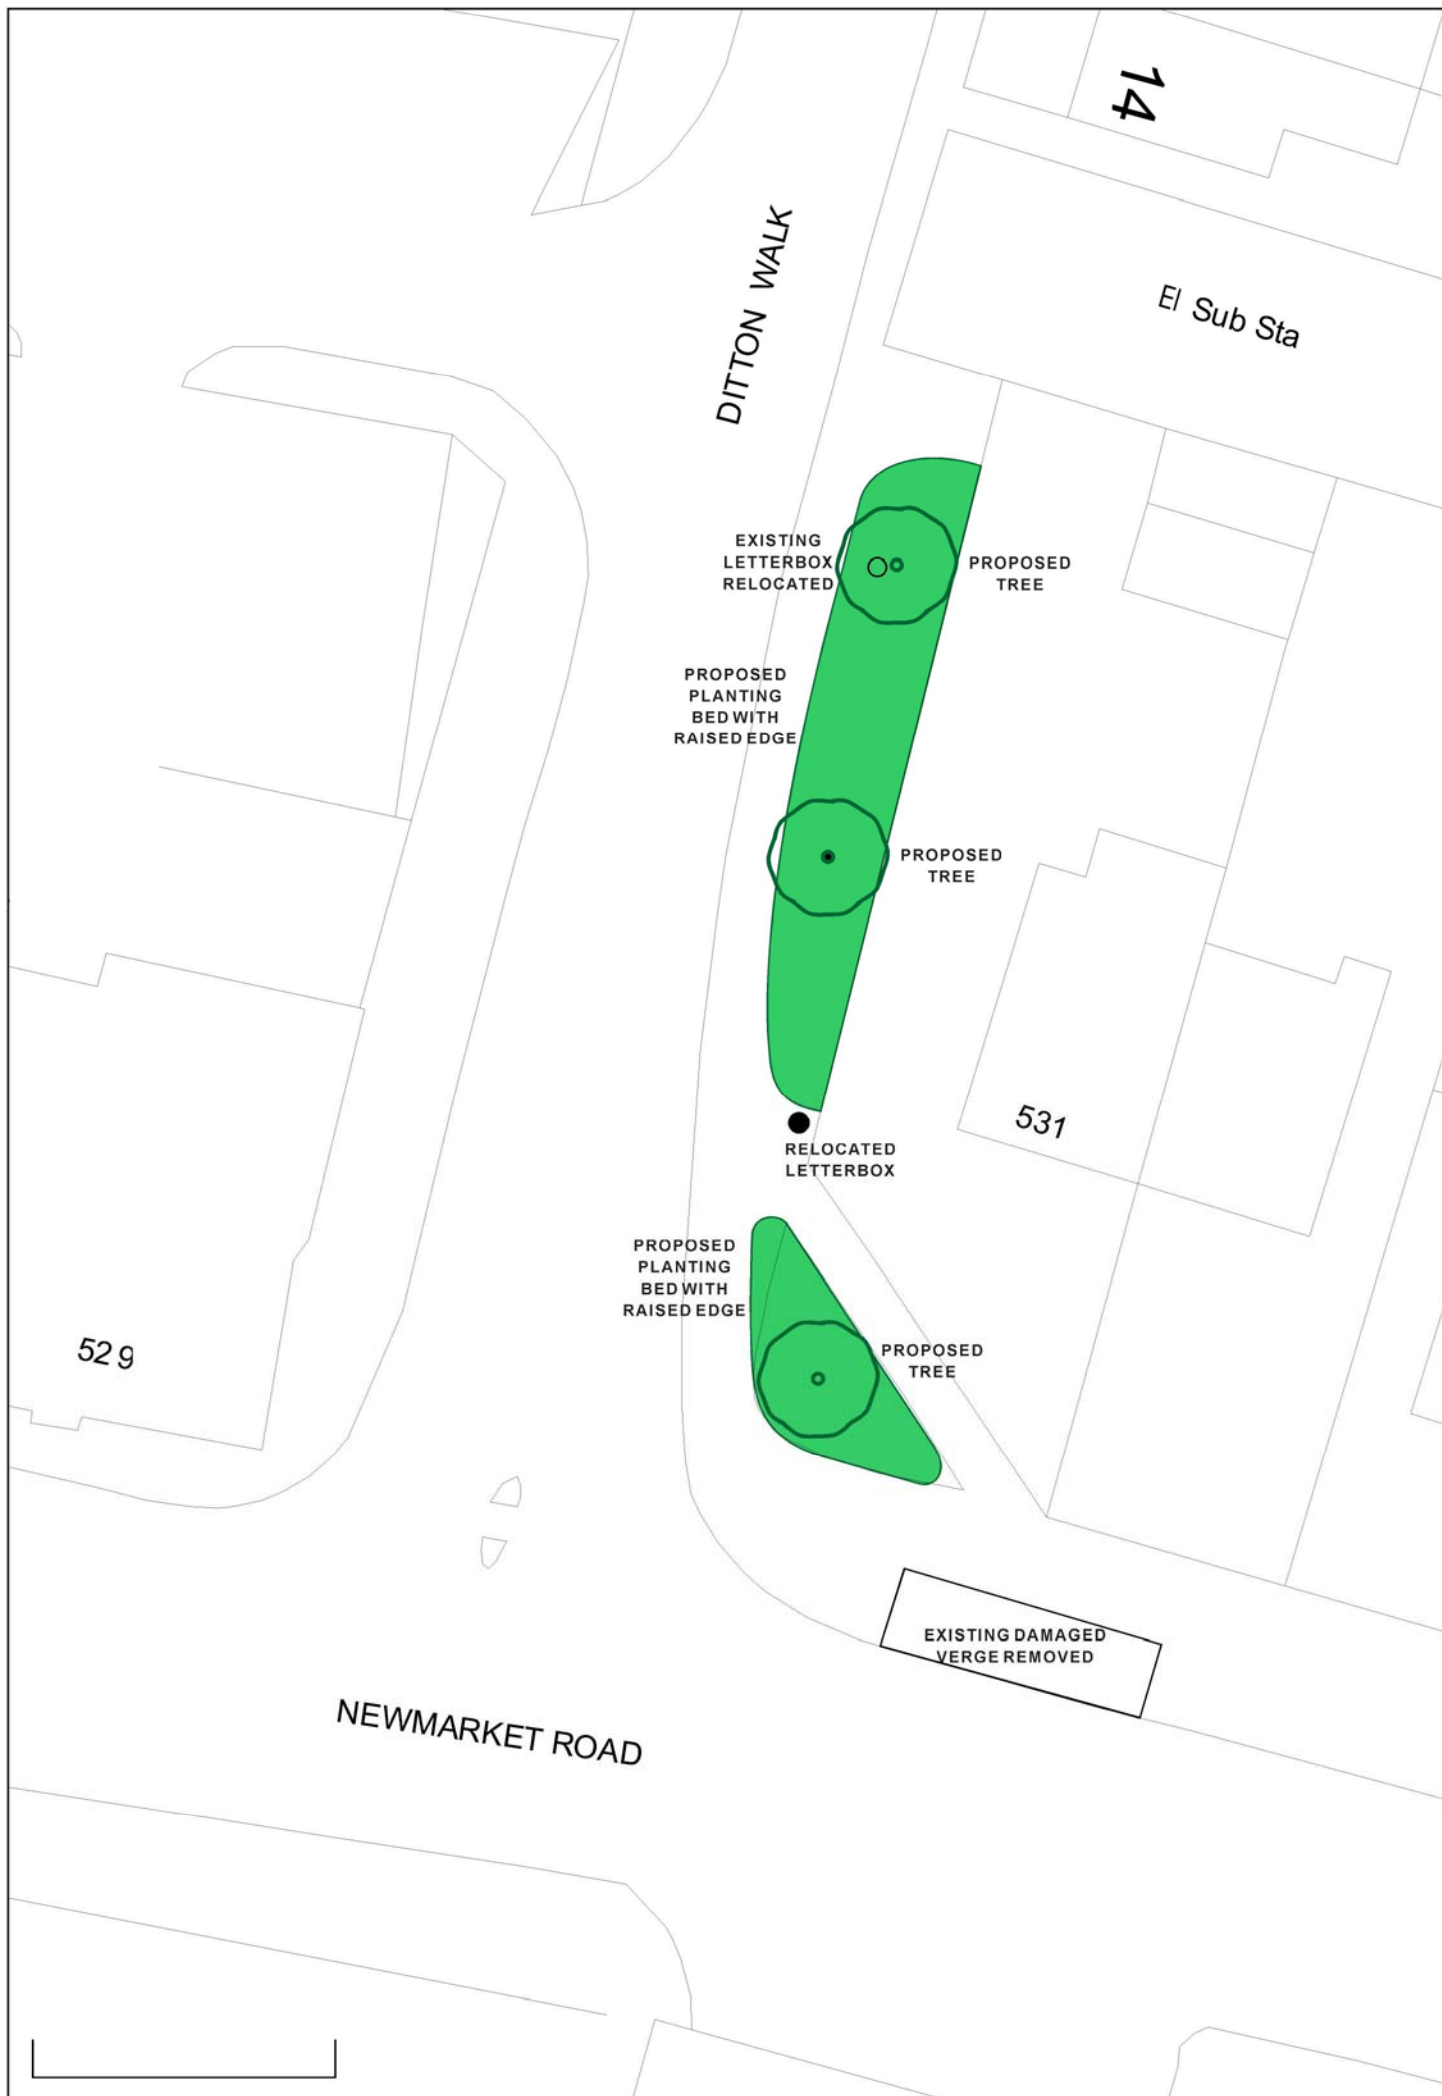 14
El Sub Sta
DITTON WALK
EXISTING
LETTERBOX
RELOCATED
PROPOSED
TREE
PROPOSED
PLANTING
BED WITH
RAISED EDGE
PROPOSED
TREE
531
RELOCATED
LETTERBOX
PROPOSED
PLANTING
BED WITH
RAISED EDGE
PROPOSED
TREE
529
EXISTING DAMAGED
VERGE REMOVED
NEWMARKET ROAD